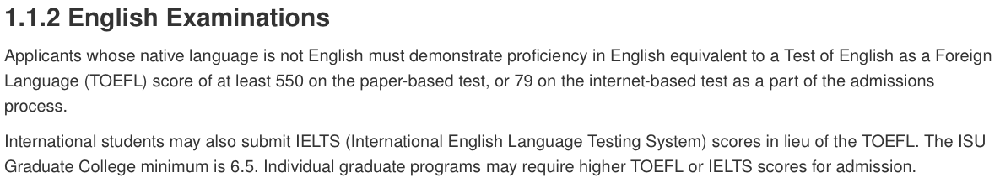 1.1.2 English Examinations
Applicants whose native language is not English must demonstrate proficiency in English equivalent to a Test of English as a Foreign
Language (TOEFL) score of at least 550 on the paper-based test, or 79 on the internet-based test as a part of the admissions
process.
International students may also submit IELTS (International English Language Testing System) scores in lieu of the TOEFL. The ISU
Graduate College minimum is 6.5. Individual graduate programs may require higher TOEFL or IELTS scores for admission.